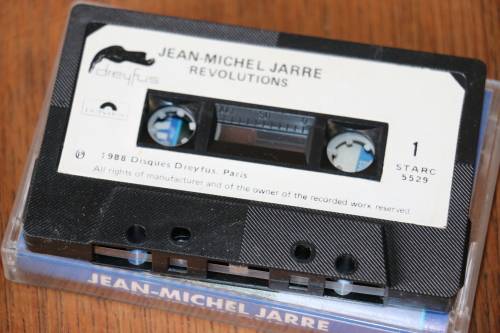 JEAN-MICHEL JARRE
REVOLUTIONS
dreyfus
1
STARC
5529
℗ 1988 Disques Dreyfus. Paris
All rights of manufacturer and of the owner of the recorded work reserved
JEAN-MICHEL JARRE